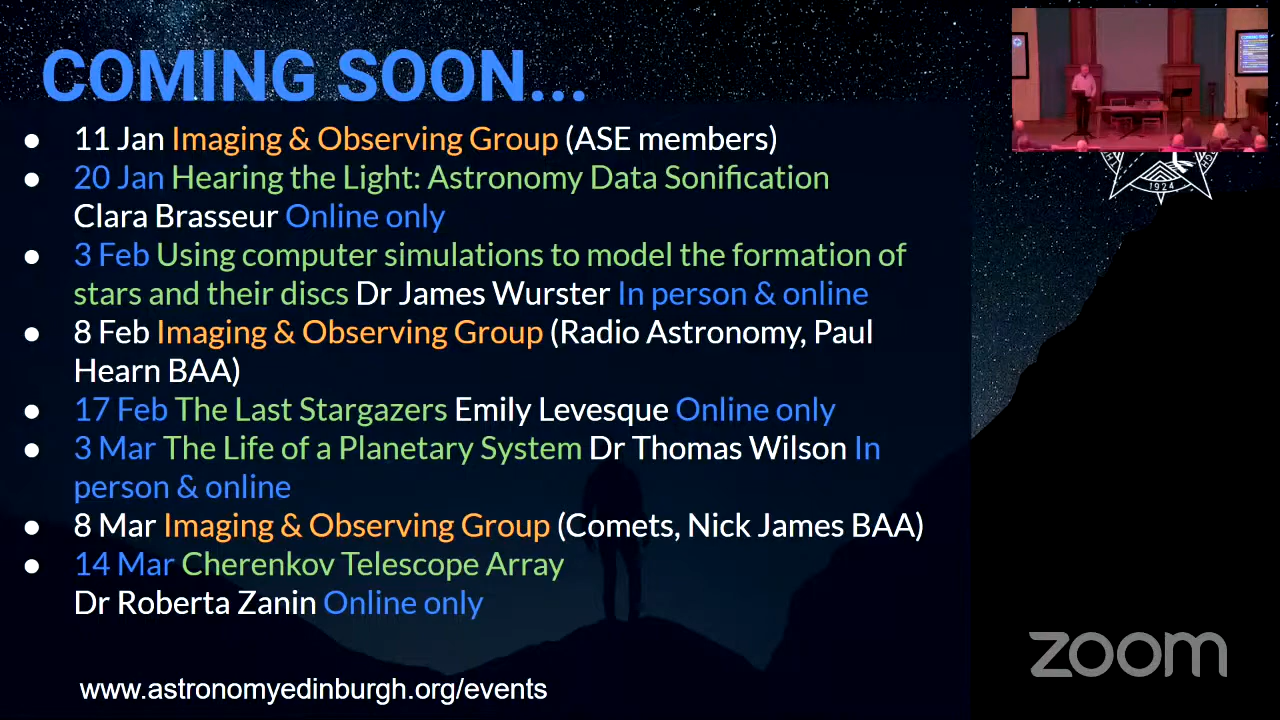 COMING SOON...
● 11 Jan Imaging & Observing Group (ASE members)
● 20 Jan Hearing the Light: Astronomy Data Sonification
Clara Brasseur Online only
● 3 Feb Using computer simulations to model the formation of
stars and their discs Dr James Wurster In person & online
● 8 Feb Imaging & Observing Group (Radio Astronomy, Paul
Hearn BAA)
● 17 Feb The Last Stargazers Emily Levesque Online only
● 3 Mar The Life of a Planetary System Dr Thomas Wilson In
person & online
● 8 Mar Imaging & Observing Group (Comets, Nick James BAA)
● 14 Mar Cherenkov Telescope Array
Dr Roberta Zanin Online only
www.astronomyedinburgh.org/events
1924
zoom